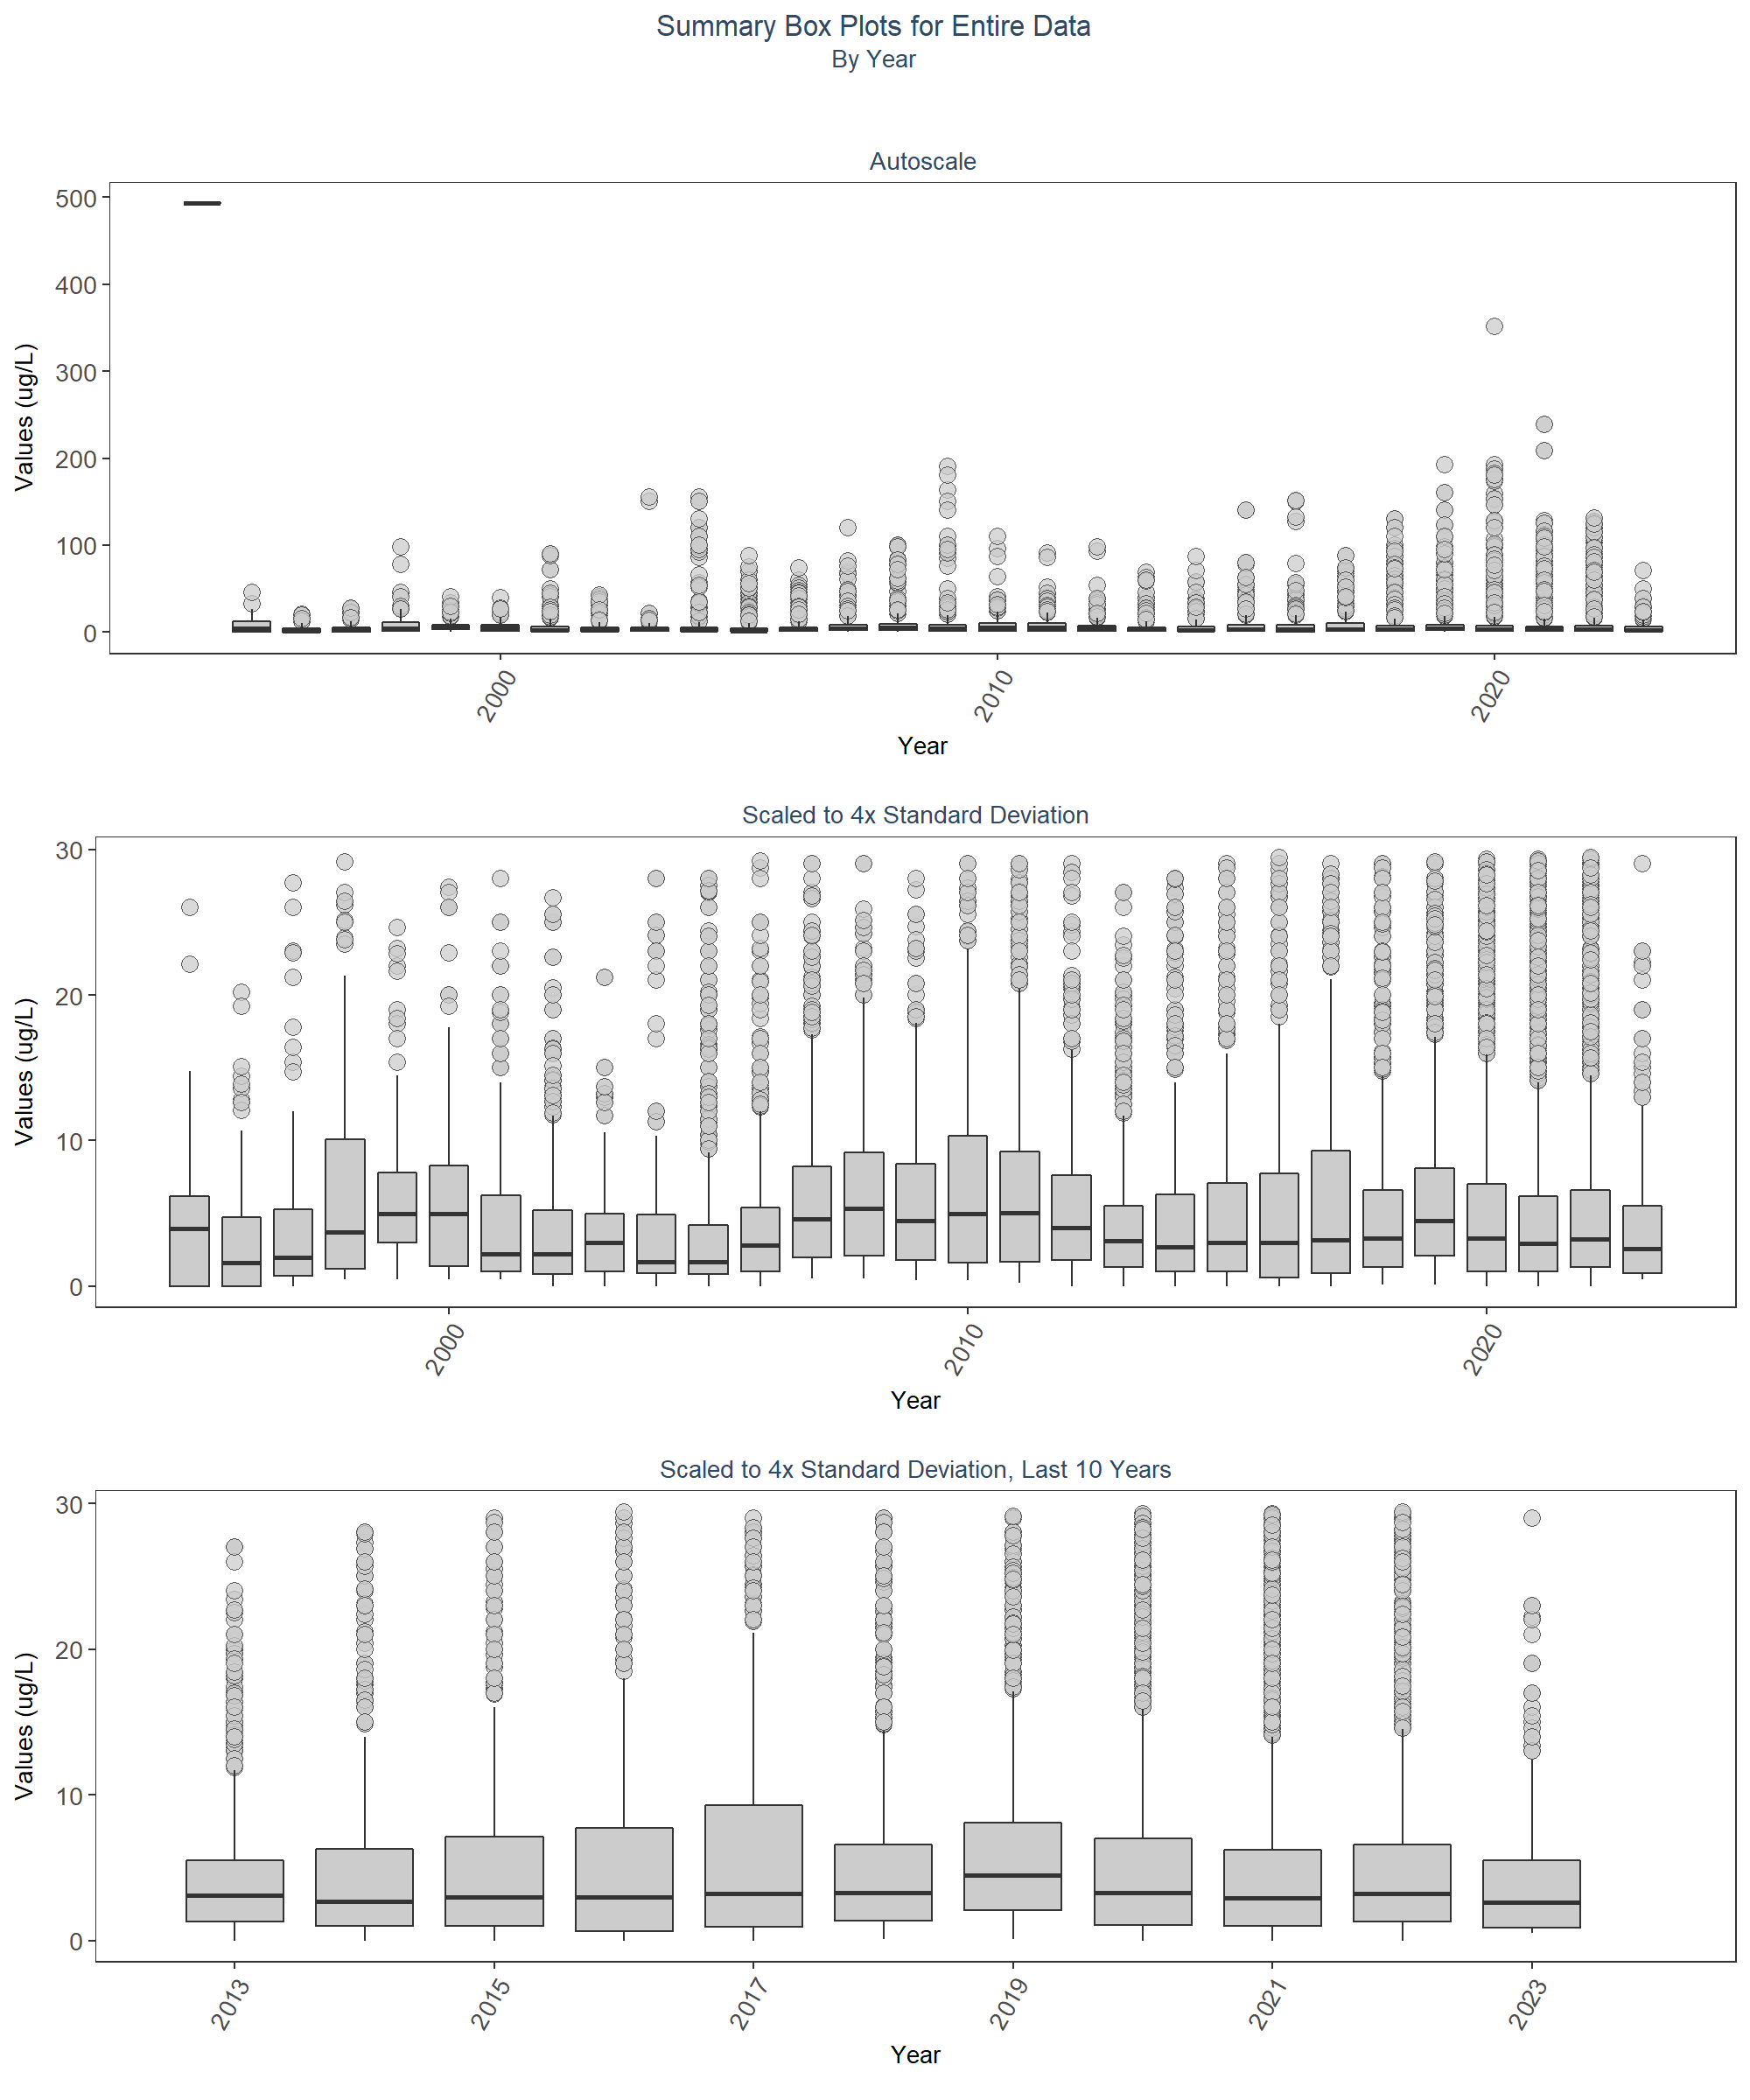 Summary Box Plots for Entire Data
By Year
Autoscale
Values (ug/L)
500
400
300
200
100
0
2000
2010
2020
Year
Scaled to 4x Standard Deviation
Values (ug/L)
30
20
10
0
2000
2010
2020
Year
Scaled to 4x Standard Deviation, Last 10 Years
Values (ug/L)
30
20
10
0
2013
2015
2017
2019
2021
2023
Year